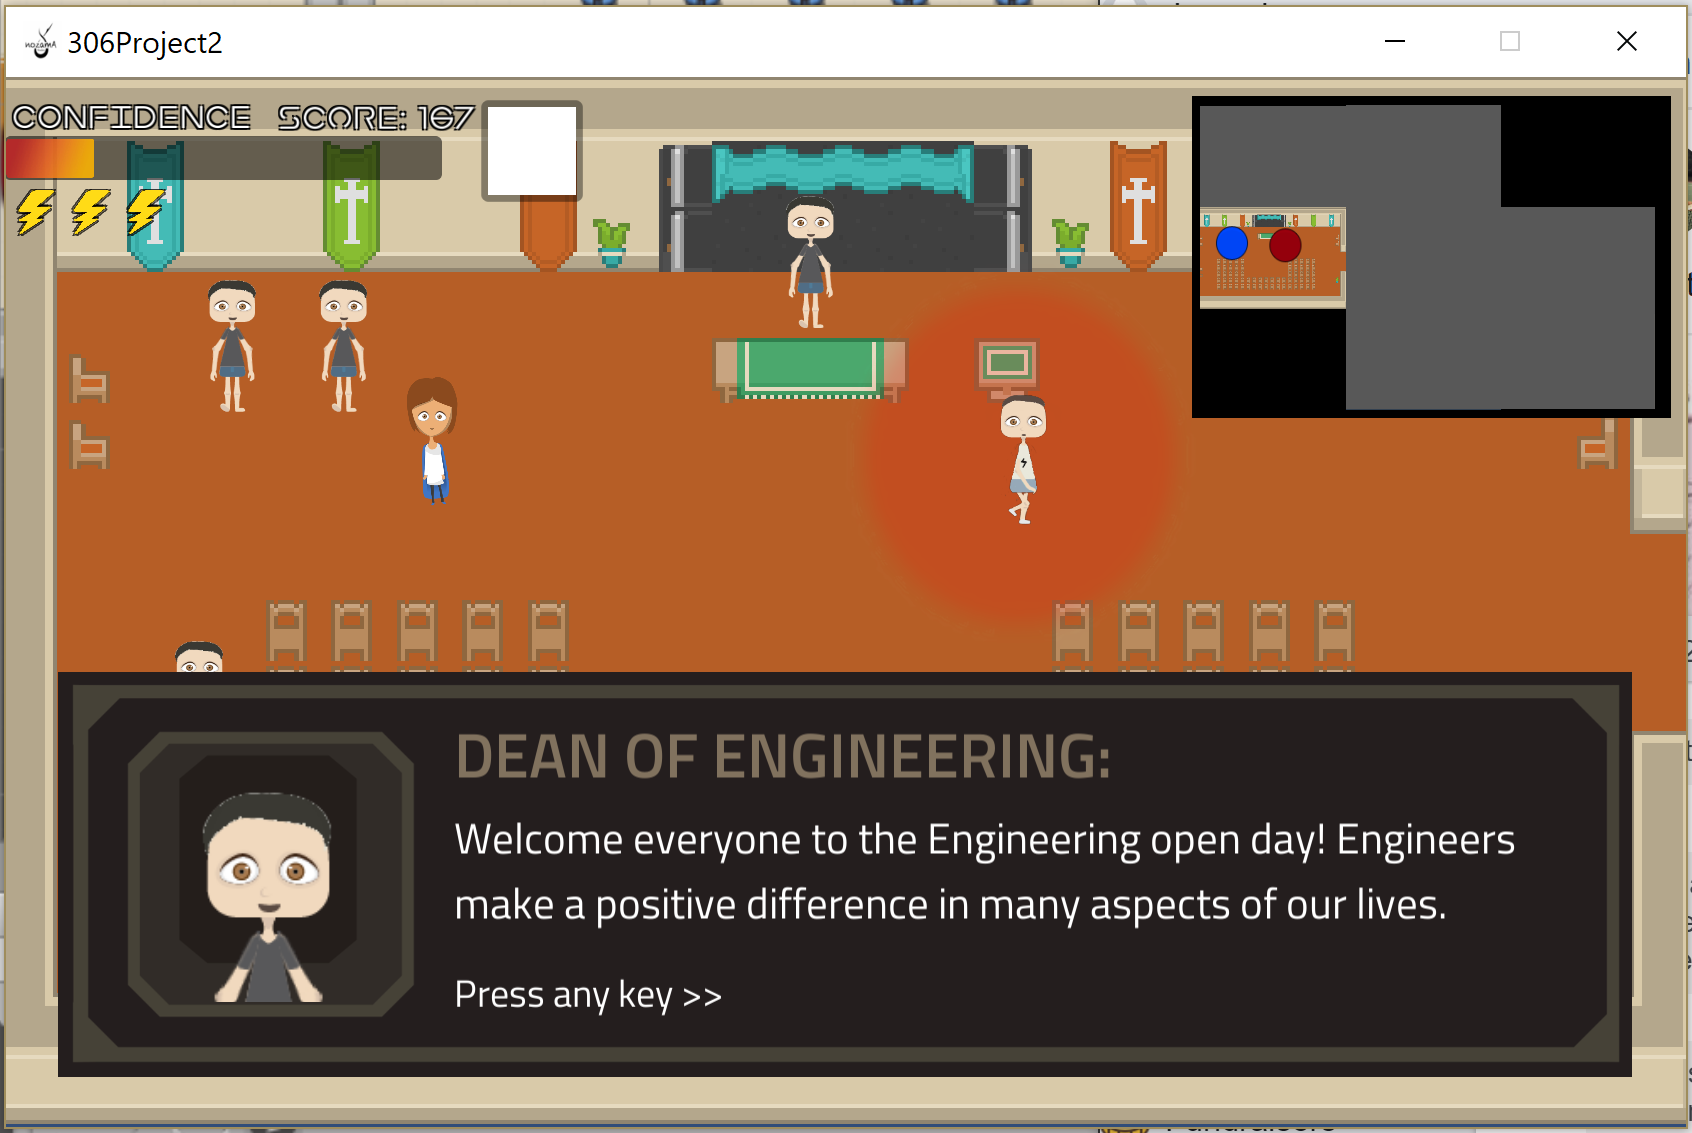 306Project2
CONFIDENCE SCORE: 167
DEAN OF ENGINEERING:
Welcome everyone to the Engineering open day! Engineers
make a positive difference in many aspects of our lives.
Press any key >>